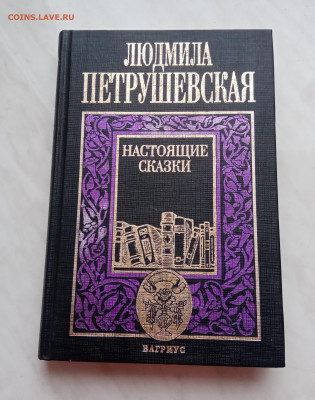 COINS.LAVE.RU
ЛЮДМИЛА
ПЕТРУШЕВСКАЯ
НАСТОЯЩИЕ
СКАЗКИ
ВАГРИУС